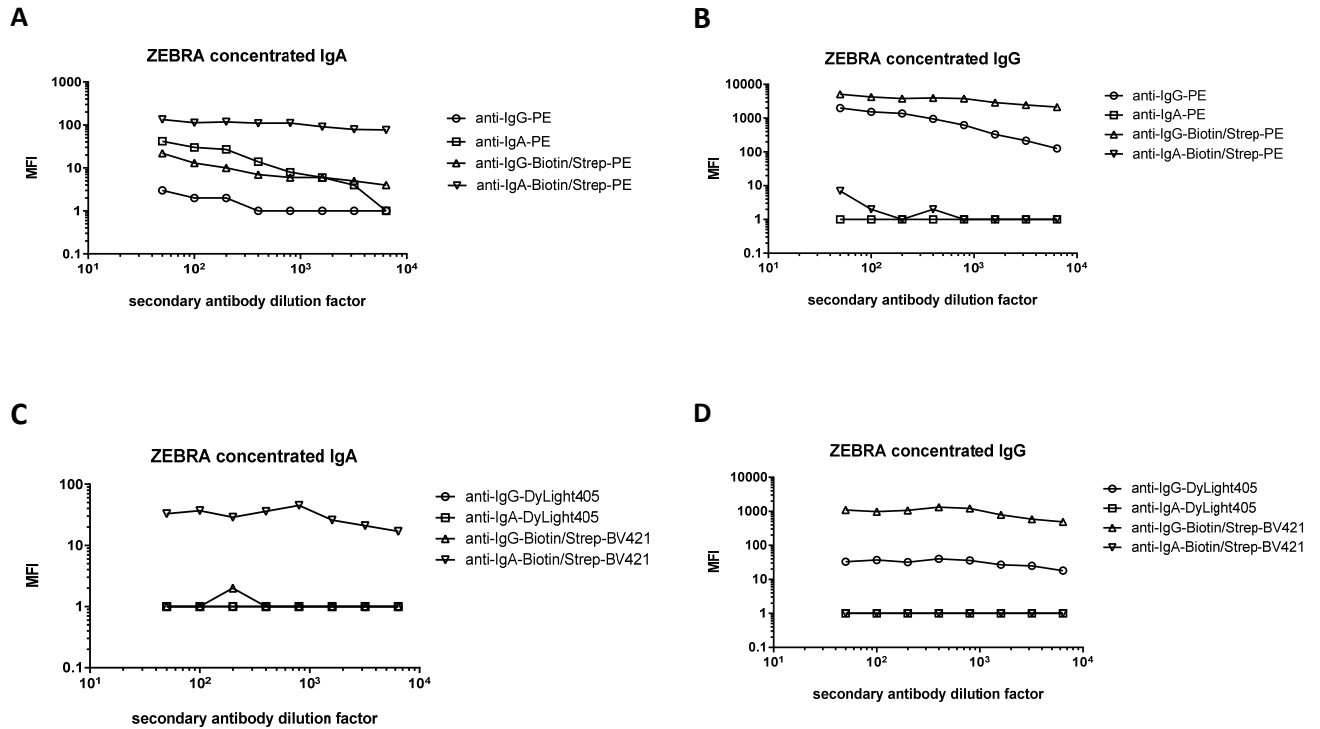 A
ZEBRA concentrated IgA
1000
100
10
1
0.1
MFI
10¹
10²
10³
10⁴
secondary antibody dilution factor
anti-IgG-PE
anti-IgA-PE
anti-IgG-Biotin/Strep-PE
anti-IgA-Biotin/Strep-PE
B
ZEBRA concentrated IgG
10000
1000
100
10
1
0.1
MFI
10¹
10²
10³
10⁴
secondary antibody dilution factor
anti-IgG-PE
anti-IgA-PE
anti-IgG-Biotin/Strep-PE
anti-IgA-Biotin/Strep-PE
C
ZEBRA concentrated IgA
100
10
1
0.1
MFI
10¹
10²
10³
10⁴
secondary antibody dilution factor
anti-IgG-DyLight405
anti-IgA-DyLight405
anti-IgG-Biotin/Strep-BV421
anti-IgA-Biotin/Strep-BV421
D
ZEBRA concentrated IgG
10000
1000
100
10
1
0.1
MFI
10¹
10²
10³
10⁴
secondary antibody dilution factor
anti-IgG-DyLight405
anti-IgA-DyLight405
anti-IgG-Biotin/Strep-BV421
anti-IgA-Biotin/Strep-BV421